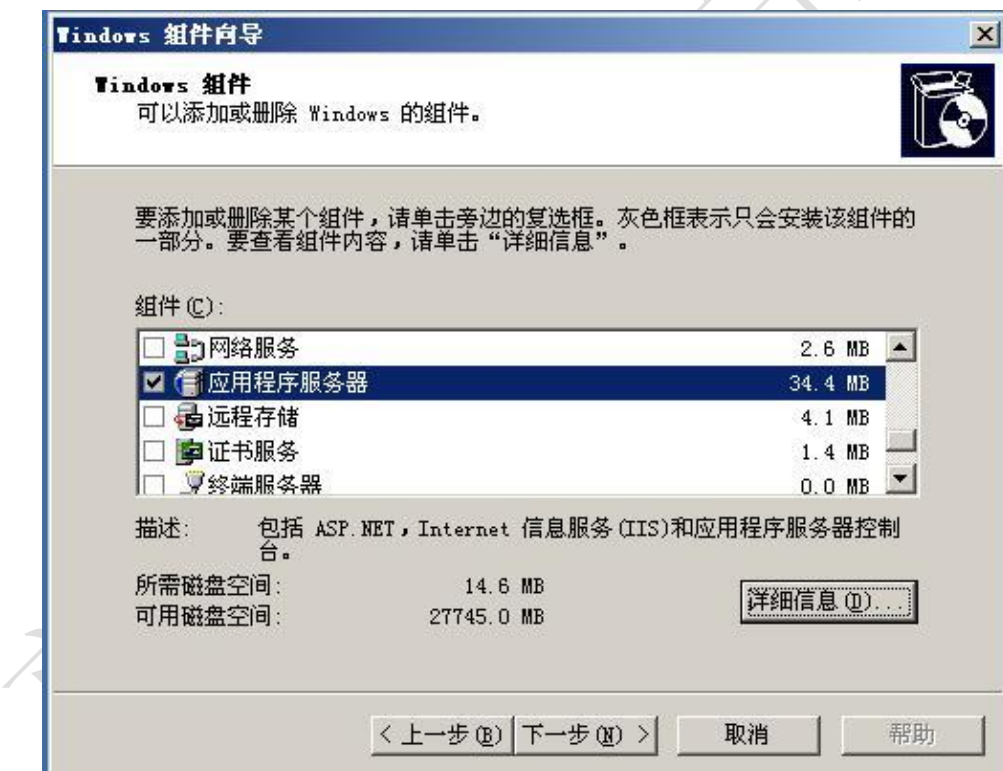 Windows 组件向导
Windows 组件
可以添加或删除 Windows 的组件。
要添加或删除某个组件，请单击旁边的复选框。灰色框表示只会安装该组件的
一部分。要查看组件内容，请单击“详细信息”。
组件(C):
网络服务 2.6 MB
应用程序服务器 34.4 MB
远程存储 4.1 MB
证书服务 1.4 MB
终端服务器 0.0 MB
描述: 包括 ASP.NET，Internet 信息服务(IIS)和应用程序服务器控制
台。
所需磁盘空间: 14.6 MB
可用磁盘空间: 27745.0 MB
详细信息(D)...
< 上一步(B) 下一步(N) > 取消 帮助